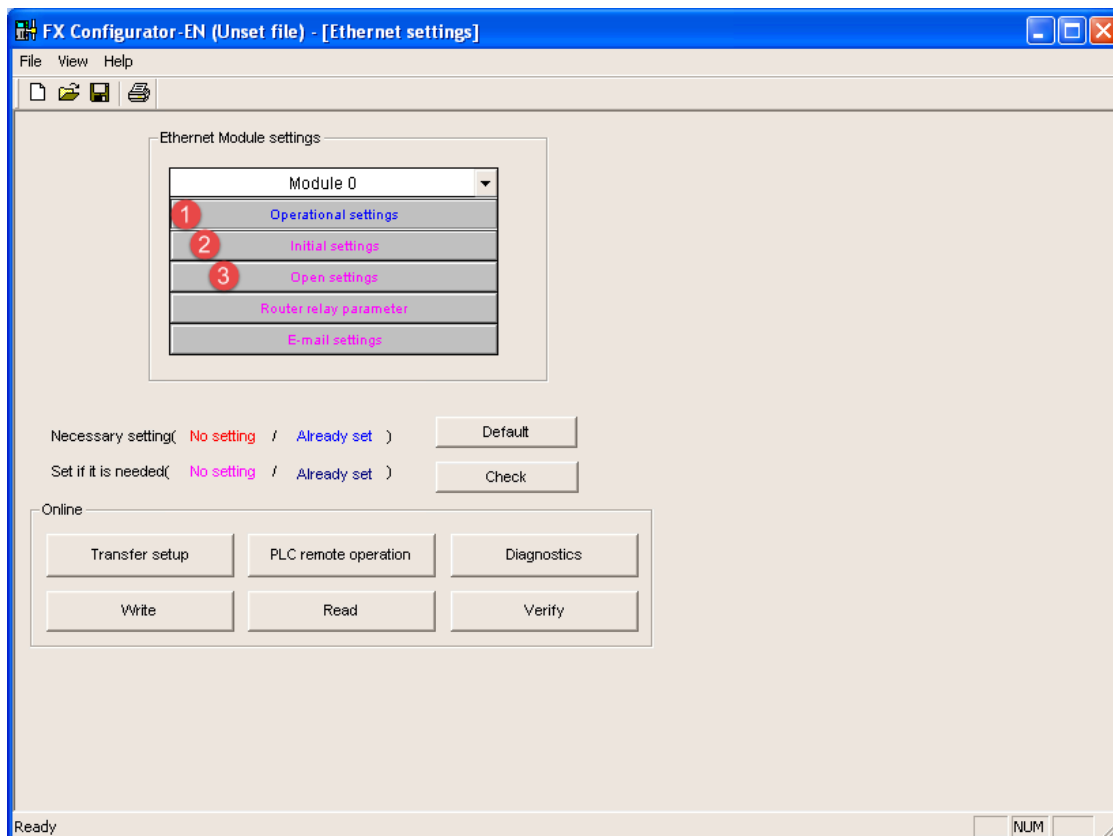 FX Configurator-EN (Unset file) - [Ethernet settings]
File View Help
Ethernet Module settings
Module 0
1 Operational settings
2 Initial settings
3 Open settings
Router relay parameter
E-mail settings
Necessary setting( No setting / Already set )
Default
Set if it is needed( No setting / Already set )
Check
Online
Transfer setup PLC remote operation Diagnostics
Write Read Verify
Ready NUM